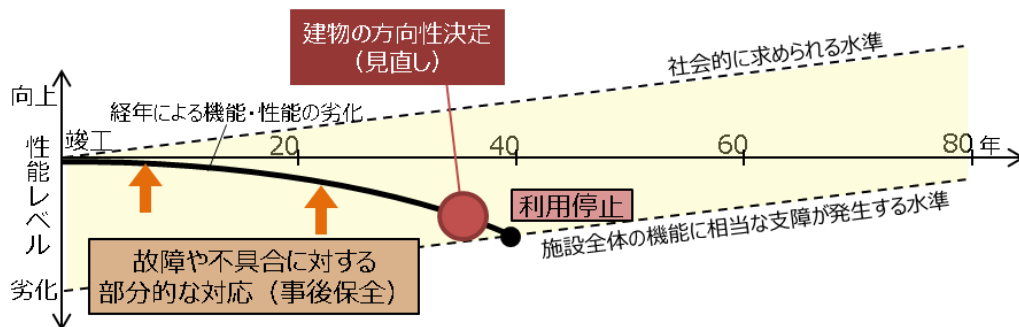 建物の方向性決定
（見直し）
社会的に求められる水準
向上
経年による機能・性能の劣化
竣工
20
40
60
80
年
性能レベル
利用停止
施設全体の機能に相当な支障が発生する水準
故障や不具合に対する
部分的な対応（事後保全）
劣化